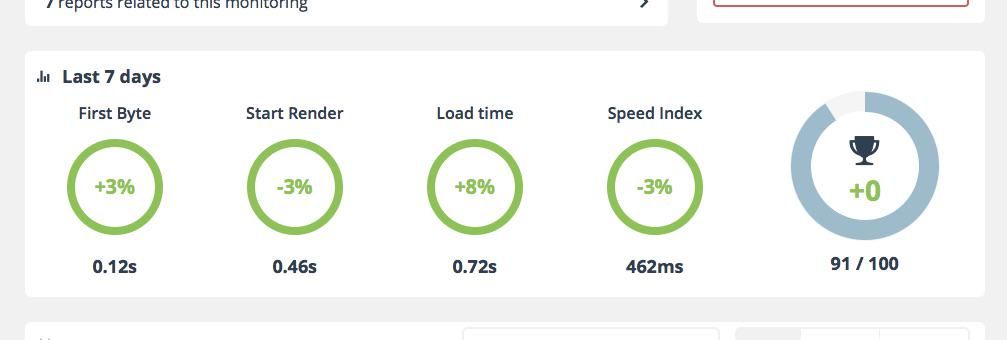 7 reports related to this monitoring
Last 7 days
First Byte
Start Render
Load time
Speed Index
+3%
-3%
+8%
-3%
+0
0.12s
0.46s
0.72s
462ms
91 / 100